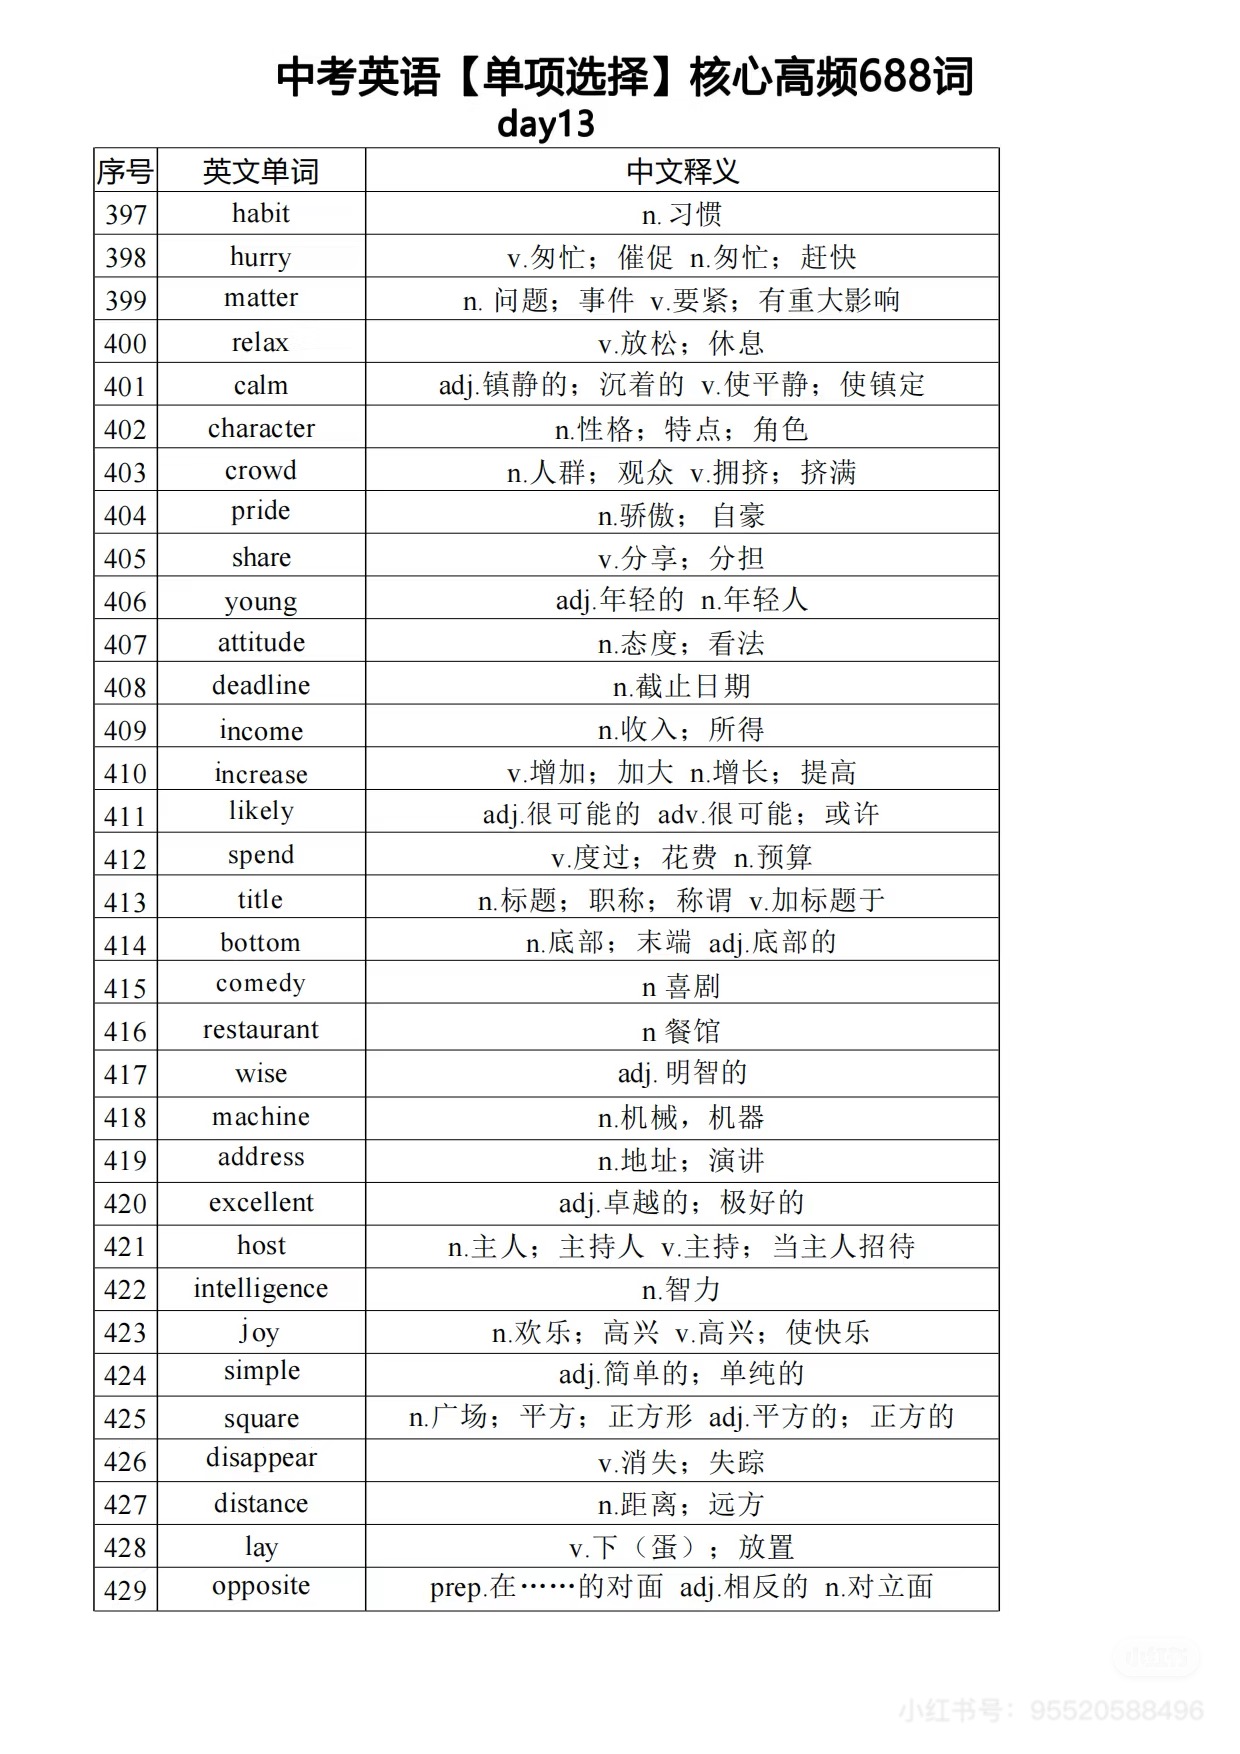 中考英语【单项选择】核心高频688词
day13
序号 英文单词 中文释义
397 habit n. 习惯
398 hurry v.匆忙；催促 n.匆忙；赶快
399 matter n. 问题；事件 v.要紧；有重大影响
400 relax v.放松；休息
401 calm adj.镇静的；沉着的 v.使平静；使镇定
402 character n.性格；特点；角色
403 crowd n.人群；观众 v.拥挤；挤满
404 pride n.骄傲；自豪
405 share v.分享；分担
406 young adj.年轻的 n.年轻人
407 attitude n.态度；看法
408 deadline n.截止日期
409 income n.收入；所得
410 increase v.增加；加大 n.增长；提高
411 likely adj.很可能的 adv.很可能；或许
412 spend v.度过；花费 n.预算
413 title n.标题；职称；称谓 v.加标题于
414 bottom n.底部；末端 adj.底部的
415 comedy n 喜剧
416 restaurant n 餐馆
417 wise adj. 明智的
418 machine n.机械，机器
419 address n.地址；演讲
420 excellent adj.卓越的；极好的
421 host n.主人；主持人 v.主持；当主人招待
422 intelligence n.智力
423 joy n.欢乐；高兴 v.高兴；使快乐
424 simple adj.简单的；单纯的
425 square n.广场；平方；正方形 adj.平方的；正方的
426 disappear v.消失；失踪
427 distance n.距离；远方
428 lay v.下（蛋）；放置
429 opposite prep.在……的对面 adj.相反的 n.对立面
小红书
小红书号：95520588496